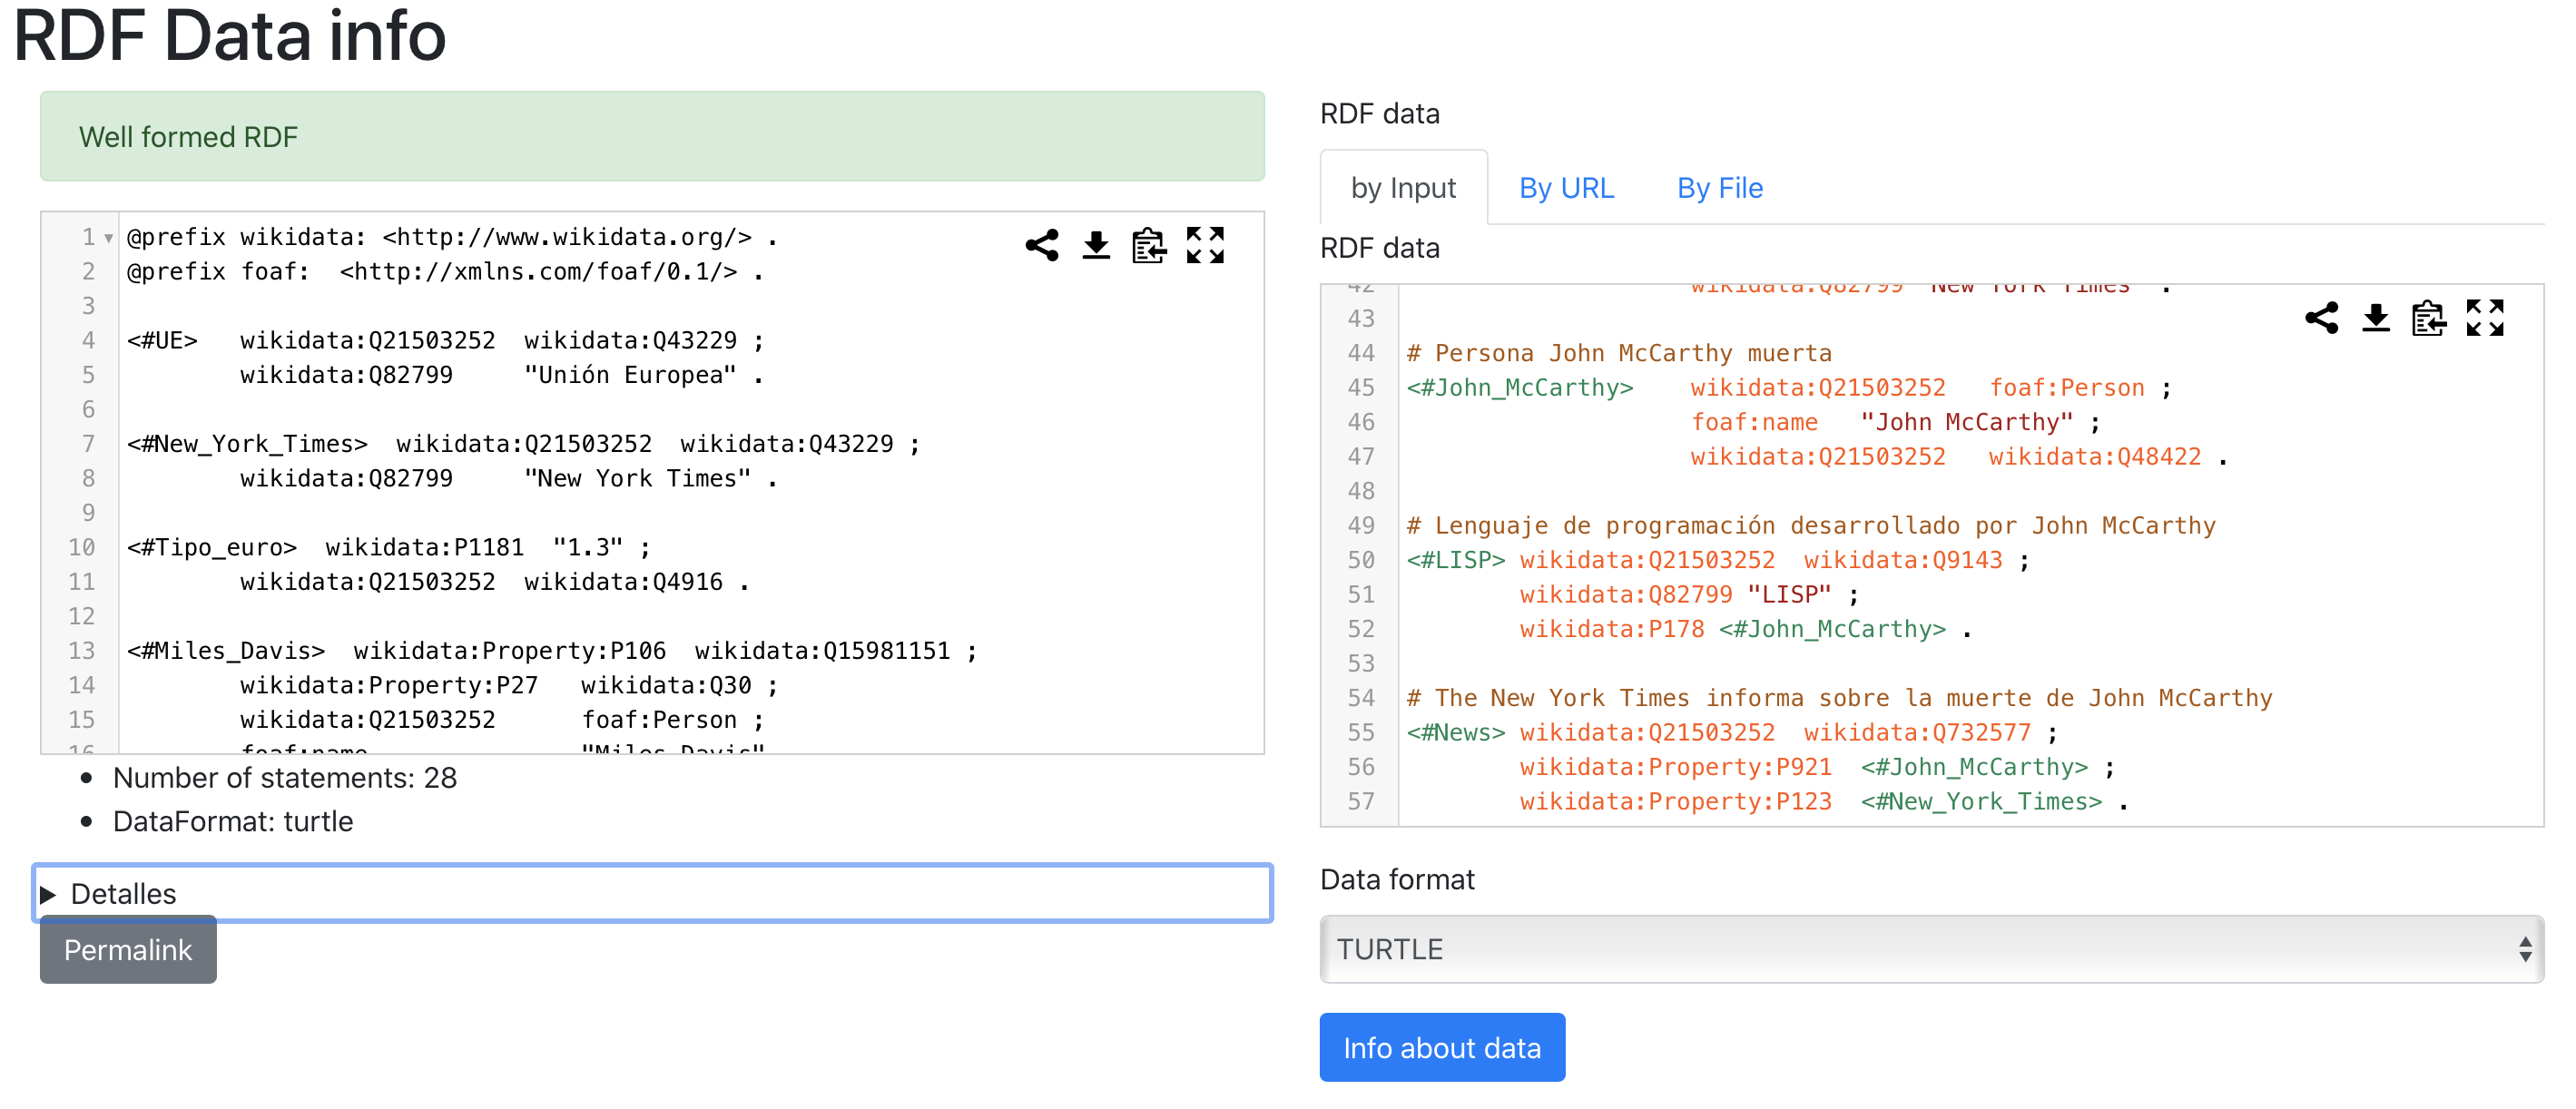 RDF Data info
Well formed RDF
1 @prefix wikidata: <http://www.wikidata.org/> .
2 @prefix foaf:  <http://xmlns.com/foaf/0.1/> .
3
4 <#UE>   wikidata:Q21503252  wikidata:Q43229 ;
5         wikidata:Q82799     "Unión Europea" .
6
7 <#New_York_Times>  wikidata:Q21503252  wikidata:Q43229 ;
8         wikidata:Q82799     "New York Times" .
9
10 <#Tipo_euro>  wikidata:P1181  "1.3" ;
11         wikidata:Q21503252  wikidata:Q4916 .
12
13 <#Miles_Davis>  wikidata:Property:P106  wikidata:Q15981151 ;
14         wikidata:Property:P27   wikidata:Q30 ;
15         wikidata:Q21503252      foaf:Person ;
16         foaf:name               "Miles Davis"
Number of statements: 28
DataFormat: turtle
Detalles
Permalink
RDF data
by Input
By URL
By File
RDF data
42 wikidata:Q82799  "New York Times"  .
43
44 # Persona John McCarthy muerta
45 <#John_McCarthy>    wikidata:Q21503252   foaf:Person ;
46                     foaf:name   "John McCarthy" ;
47                     wikidata:Q21503252   wikidata:Q48422 .
48
49 # Lenguaje de programación desarrollado por John McCarthy
50 <#LISP> wikidata:Q21503252  wikidata:Q9143 ;
51         wikidata:Q82799 "LISP" ;
52         wikidata:P178 <#John_McCarthy> .
53
54 # The New York Times informa sobre la muerte de John McCarthy
55 <#News> wikidata:Q21503252  wikidata:Q732577 ;
56         wikidata:Property:P921  <#John_McCarthy> ;
57         wikidata:Property:P123  <#New_York_Times> .
Data format
TURTLE
Info about data